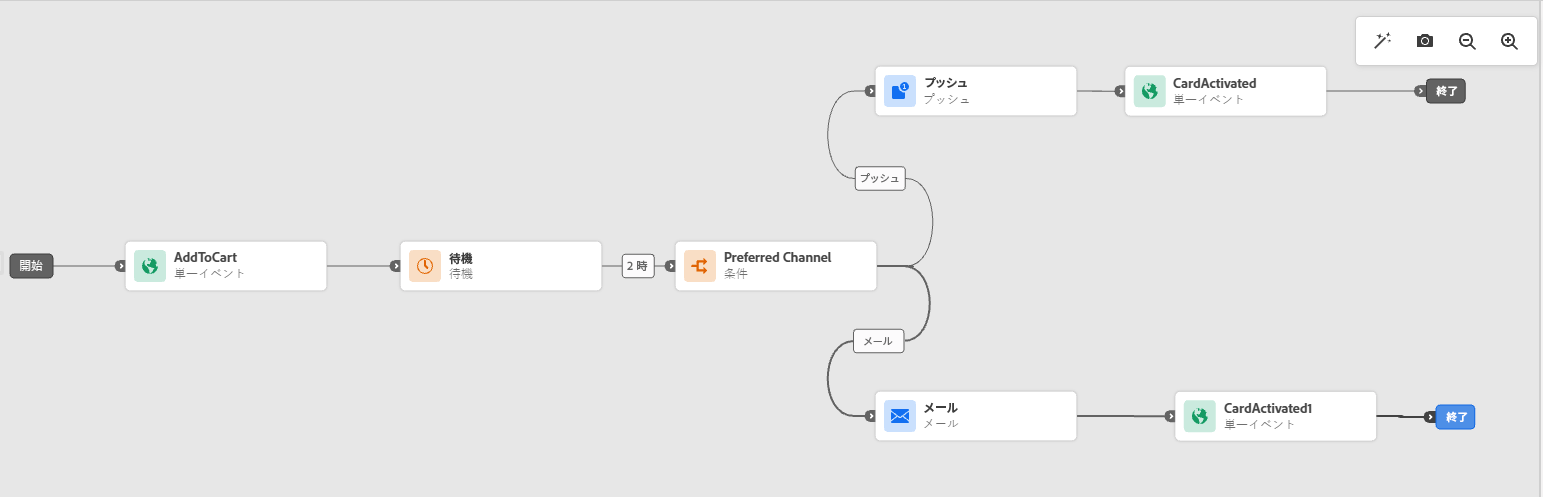 開始
AddToCart
単一イベント
待機
待機
2 時
Preferred Channel
条件
プッシュ
プッシュ
プッシュ
CardActivated
単一イベント
終了
メール
メール
メール
CardActivated1
単一イベント
終了